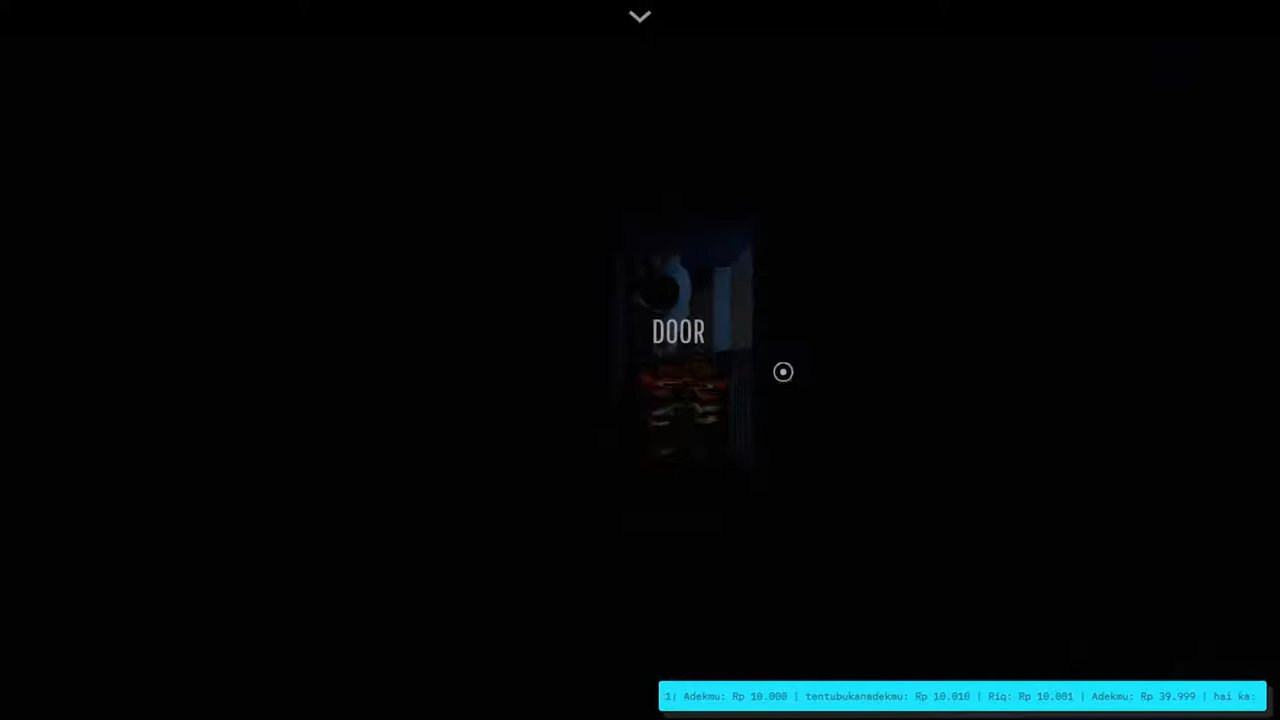 DOOR
1| Adekmu: Rp 10.000 | tentubukanadekmu: Rp 10.010 | Riq: Rp 10.001 | Adekmu: Rp 39.999 | hai ka: